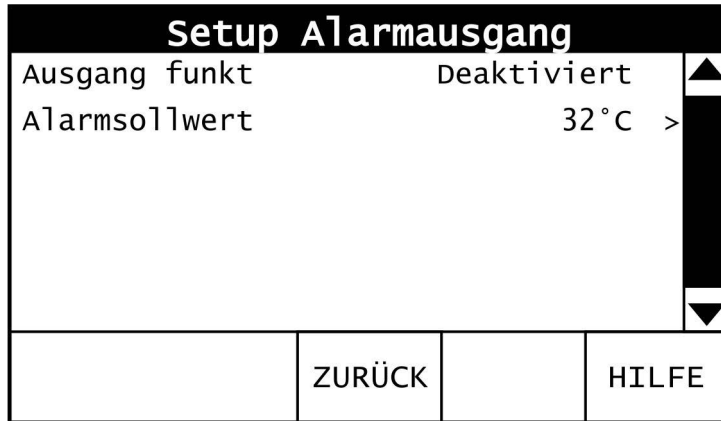 Setup Alarmausgang
Ausgang funkt Deaktiviert
Alarmsollwert 32°C >
ZURÜCK HILFE